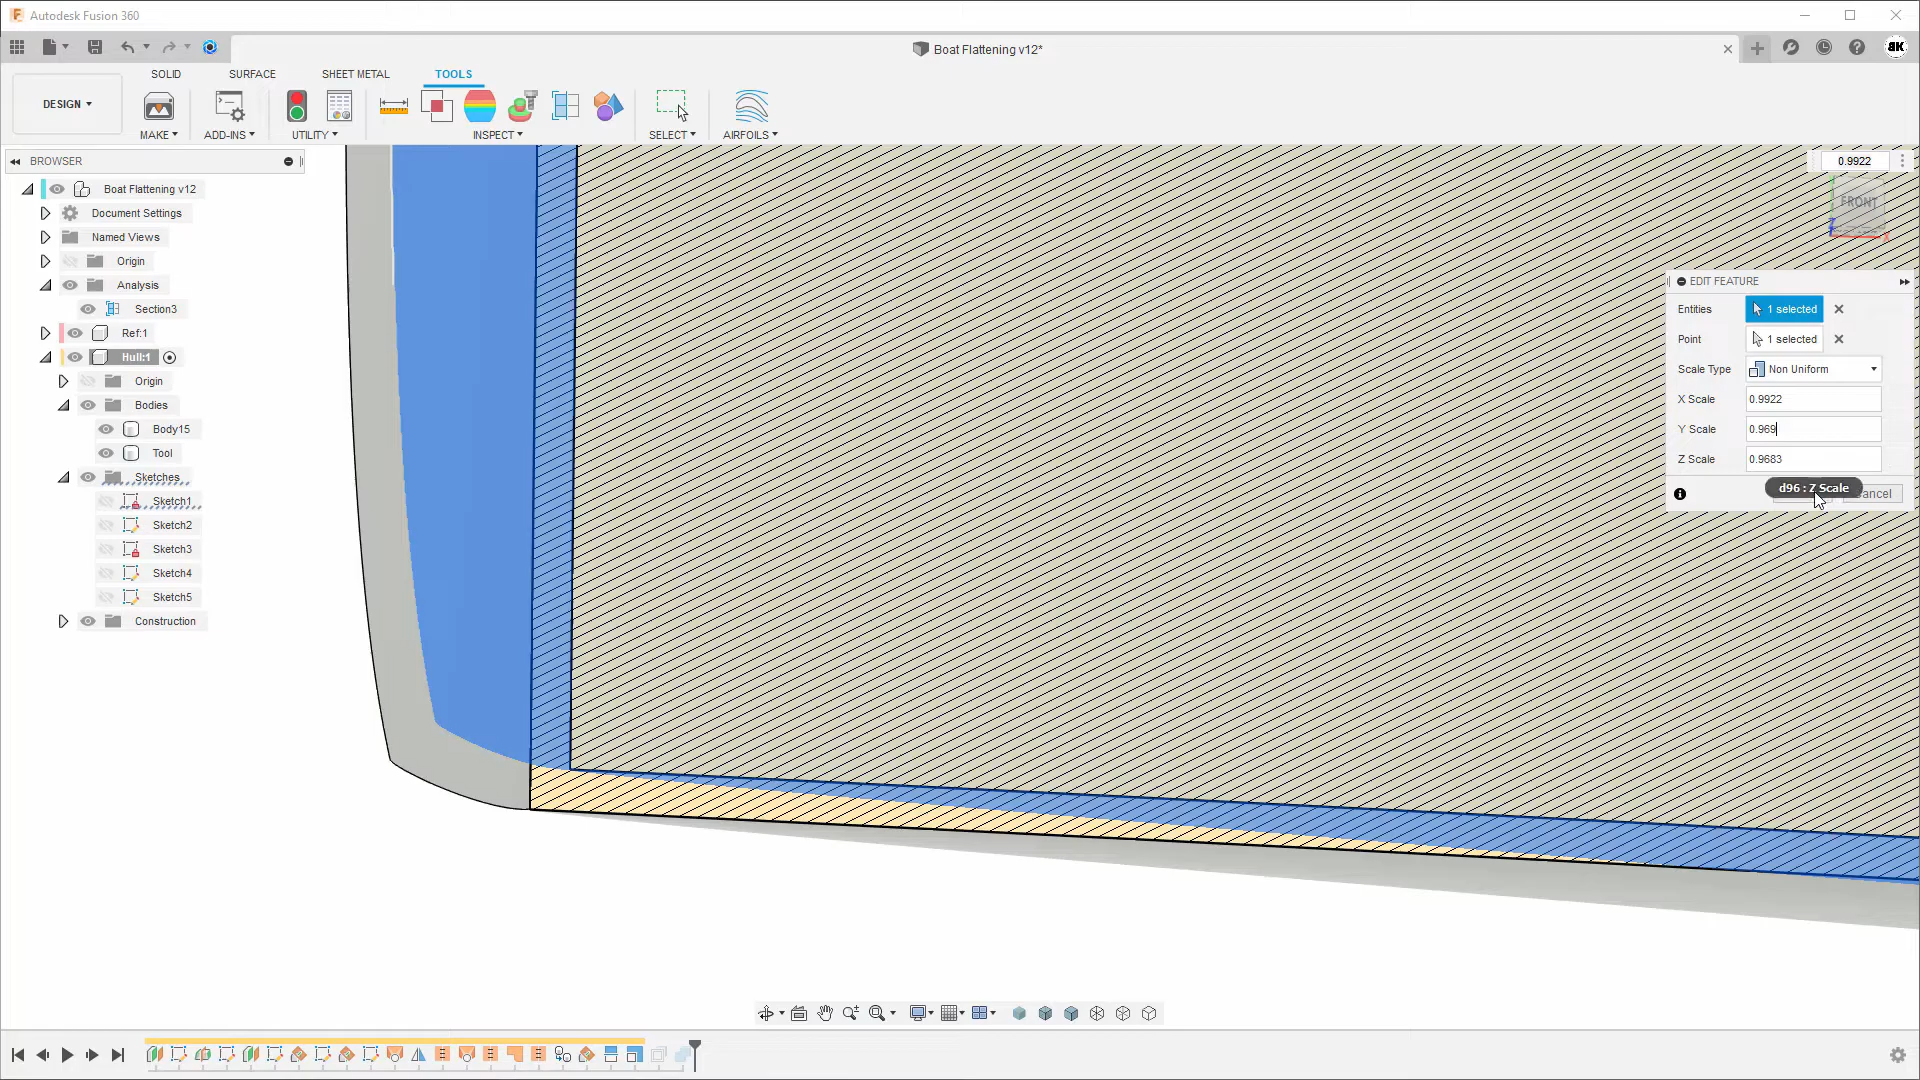 Autodesk Fusion 360
Boat Flattening v12*
BK
DESIGN
SOLID
SURFACE
SHEET METAL
TOOLS
MAKE
ADD-INS
UTILITY
INSPECT
SELECT
AIRFOILS
BROWSER
Boat Flattening v12
Document Settings
Named Views
Origin
Analysis
Section3
Ref:1
Hull:1
Origin
Bodies
Body15
Tool
Sketches
Sketch1
Sketch2
Sketch3
Sketch4
Sketch5
Construction
0.9922
FRONT
X
Z
EDIT FEATURE
Entities
1 selected
Point
1 selected
Scale Type
Non Uniform
X Scale
0.9922
Y Scale
0.969
Z Scale
0.9683
d96 : Z Scale